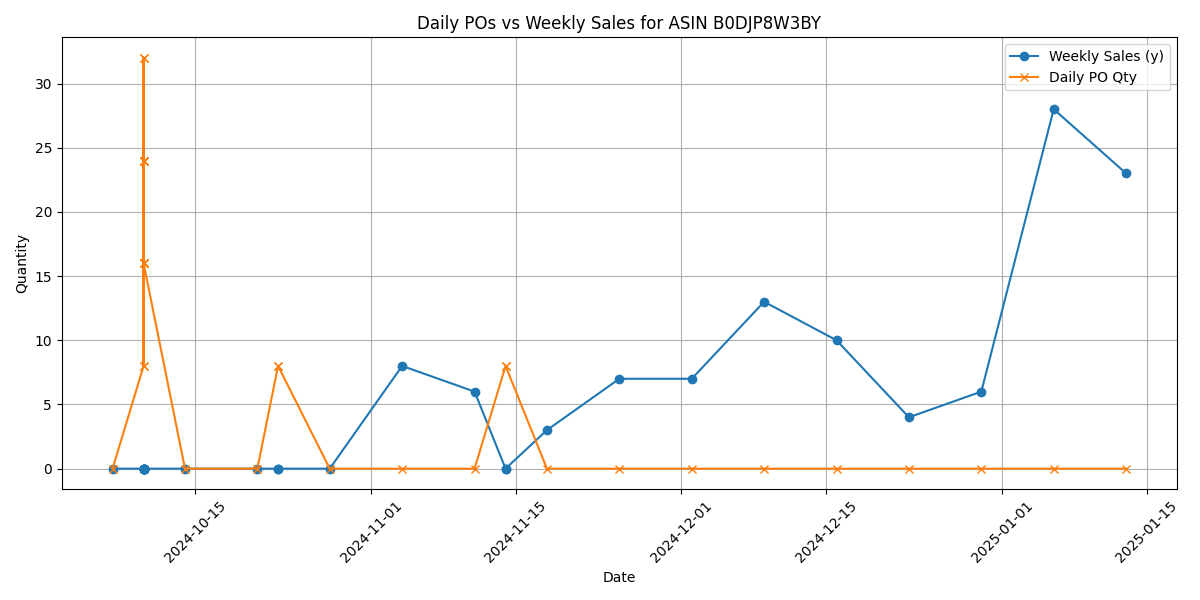 Daily POs vs Weekly Sales for ASIN B0DJP8W3BY
Weekly Sales (y)
Daily PO Qty
Quantity
30
25
20
15
10
5
0
2024-10-15
2024-11-01
2024-11-15
2024-12-01
2024-12-15
2025-01-01
2025-01-15
Date